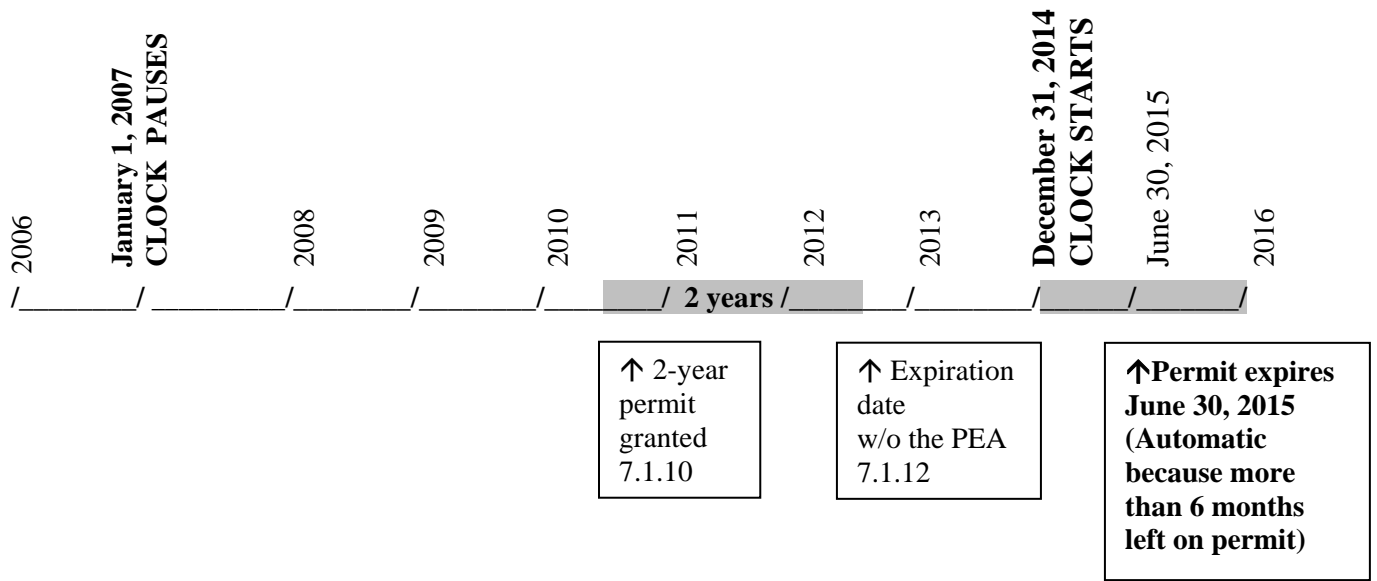 2006
January 1, 2007
CLOCK PAUSES
2008
2009
2010
2011
2012
2013
December 31, 2014
CLOCK STARTS
June 30, 2015
2016
/_________/ __________/_________/_________/_________/ 2 years /_________/_________/_______/________/
↑ 2-year
permit
granted
7.1.10
↑ Expiration
date
w/o the PEA
7.1.12
↑Permit expires
June 30, 2015
(Automatic
because more
than 6 months
left on permit)